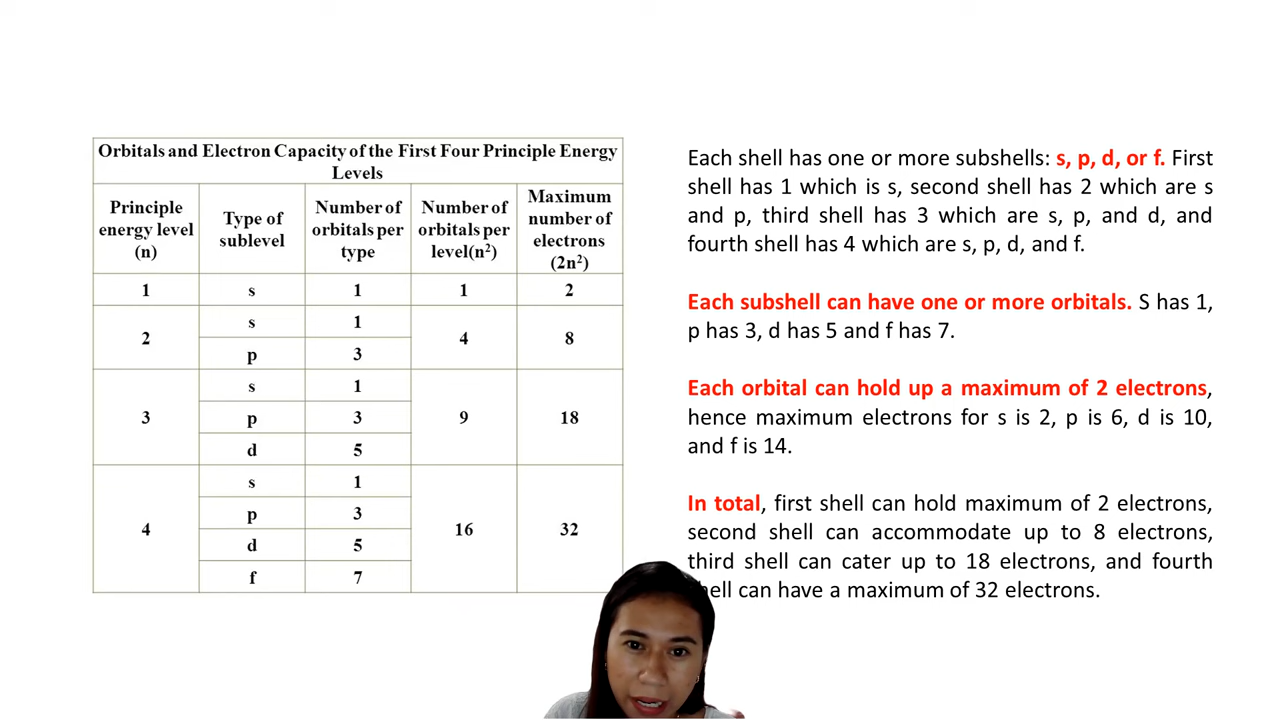 Orbitals and Electron Capacity of the First Four Principle Energy
Levels
Principle
energy level
(n)
Type of
sublevel
Number of
orbitals per
type
Number of
orbitals per
level(n²)
Maximum
number of
electrons
(2n²)
1 s 1 1 2
2 s 1 4 8
p 3
3 s 1 9 18
p 3
d 5
4 s 1 16 32
p 3
d 5
f 7
Each shell has one or more subshells: s, p, d, or f. First
shell has 1 which is s, second shell has 2 which are s
and p, third shell has 3 which are s, p, and d, and
fourth shell has 4 which are s, p, d, and f.
Each subshell can have one or more orbitals. S has 1,
p has 3, d has 5 and f has 7.
Each orbital can hold up a maximum of 2 electrons,
hence maximum electrons for s is 2, p is 6, d is 10,
and f is 14.
In total, first shell can hold maximum of 2 electrons,
second shell can accommodate up to 8 electrons,
third shell can cater up to 18 electrons, and fourth
shell can have a maximum of 32 electrons.